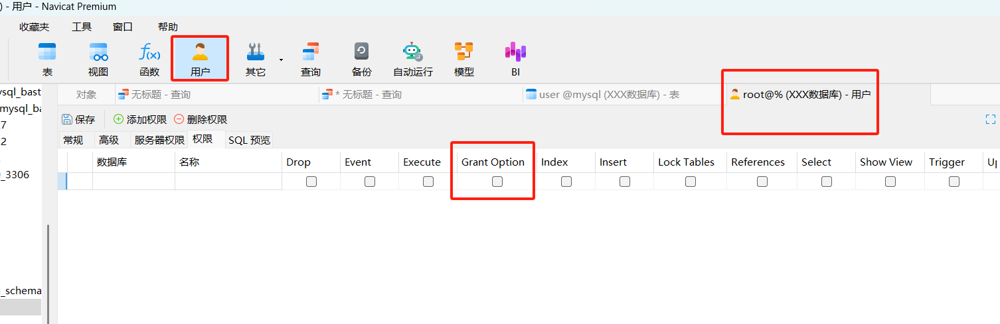 ) - 用户 - Navicat Premium
收藏夹 工具 窗口 帮助
表 视图 函数 用户 其它 查询 备份 自动运行 模型 BI
对象 无标题 - 查询 * 无标题 - 查询 user @mysql (XXX数据库) - 表 root@% (XXX数据库) - 用户
保存 添加权限 删除权限
常规 高级 服务器权限 权限 SQL 预览
数据库 名称 Drop Event Execute Grant Option Index Insert Lock Tables References Select Show View Trigger
ysql_bast
mysql_ba
7
2
_3306
_schema